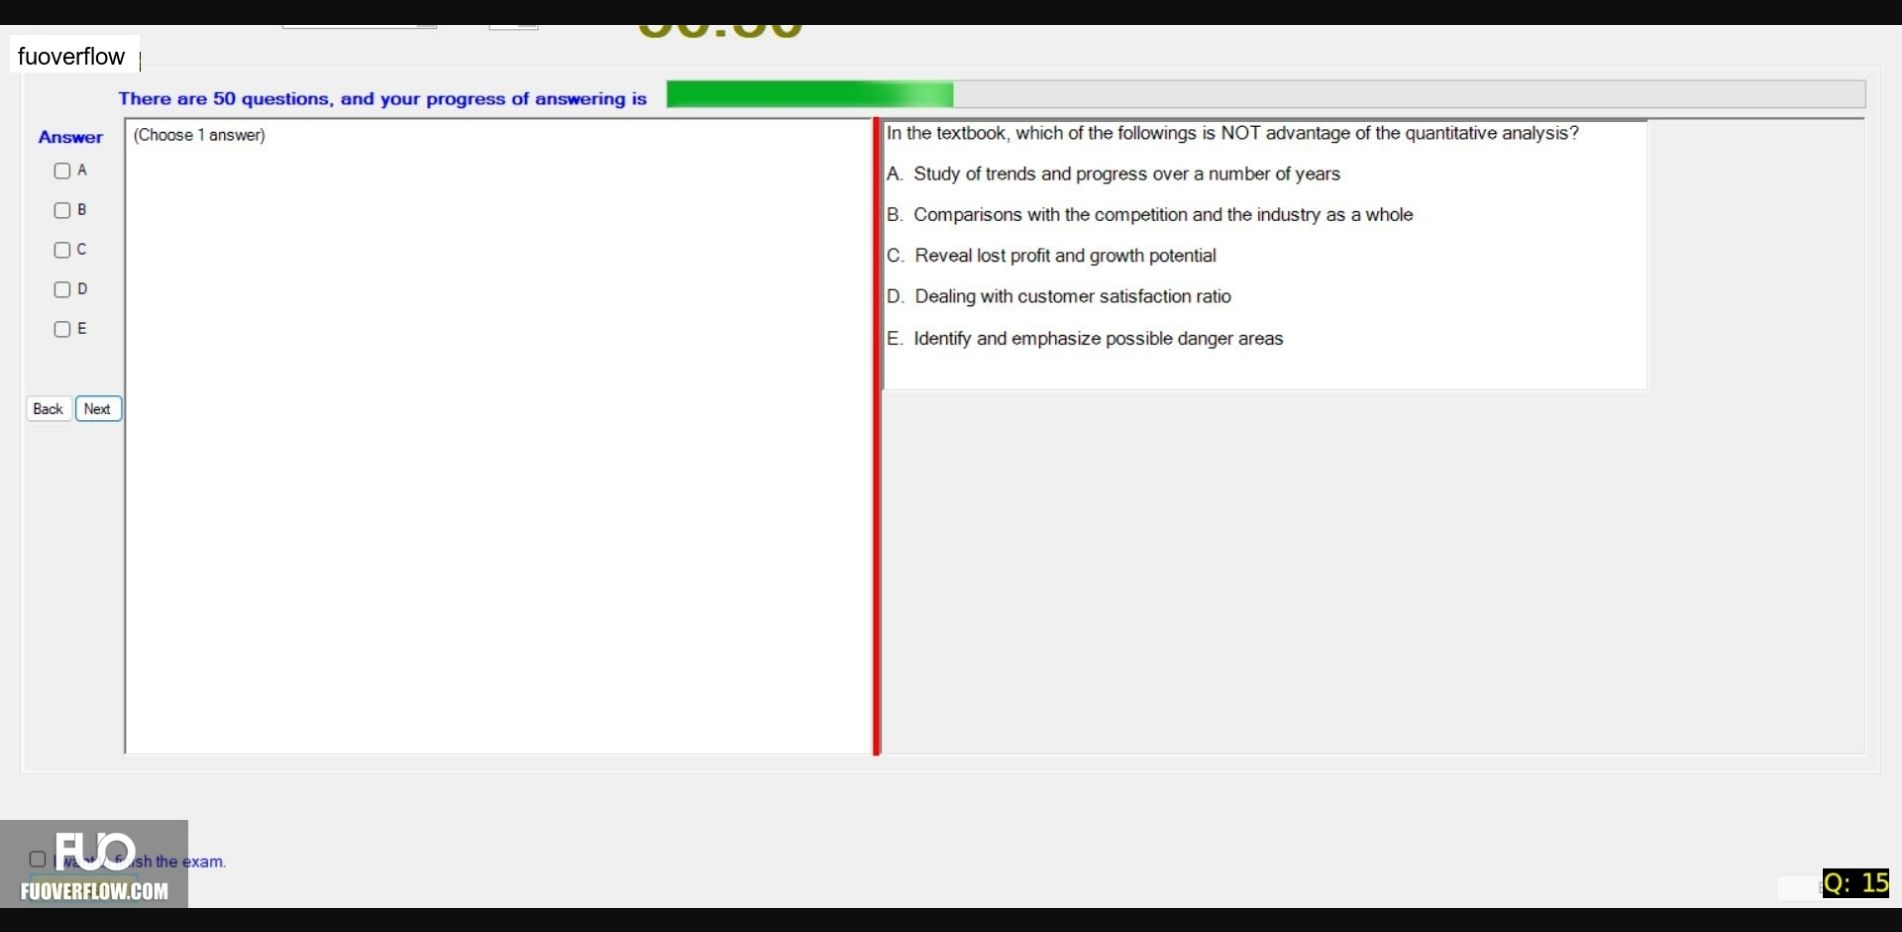 fuoverflow
There are 50 questions, and your progress of answering is
Answer
(Choose 1 answer)
A
B
C
D
E
Back Next
In the textbook, which of the followings is NOT advantage of the quantitative analysis?
A. Study of trends and progress over a number of years
B. Comparisons with the competition and the industry as a whole
C. Reveal lost profit and growth potential
D. Dealing with customer satisfaction ratio
E. Identify and emphasize possible danger areas
FUO
the exam.
FUOVERFLOW.COM
Q: 15